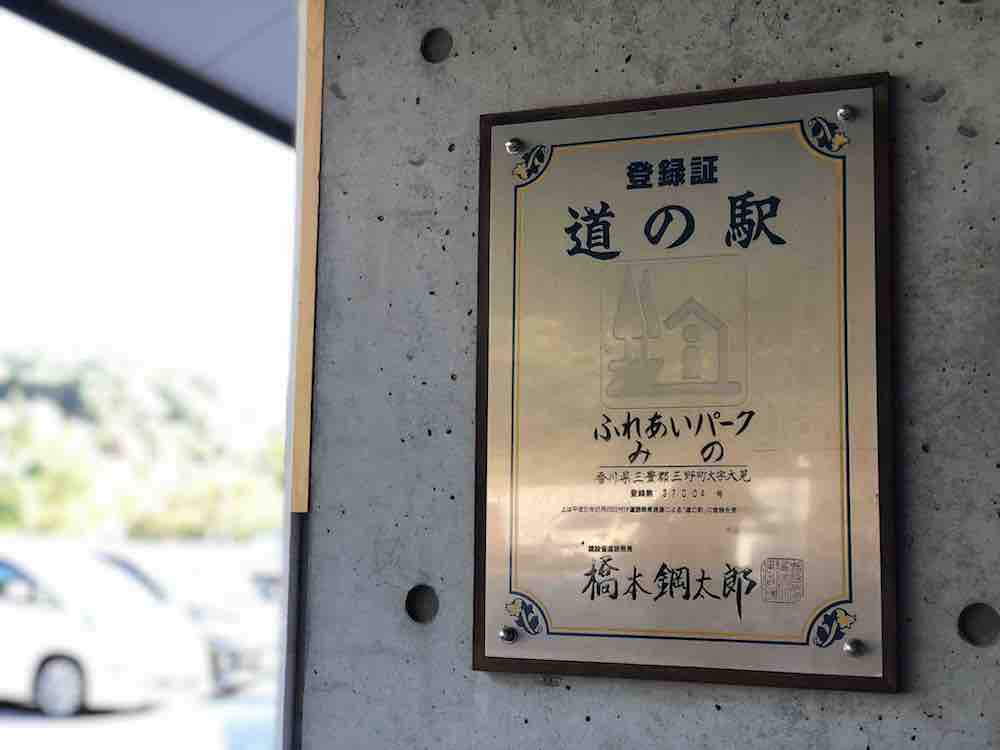 登録証
道の駅
ふれあいパーク
みの
香川県三豊郡三野町大字大見
登録第 37004 号
建設省道路局長
橋本鋼太郎